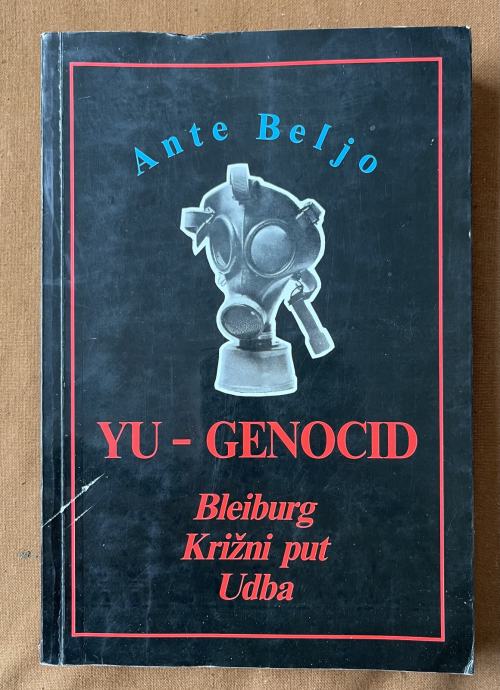 Ante Beljo
YU - GENOCID
Bleiburg
Križni put
Udba